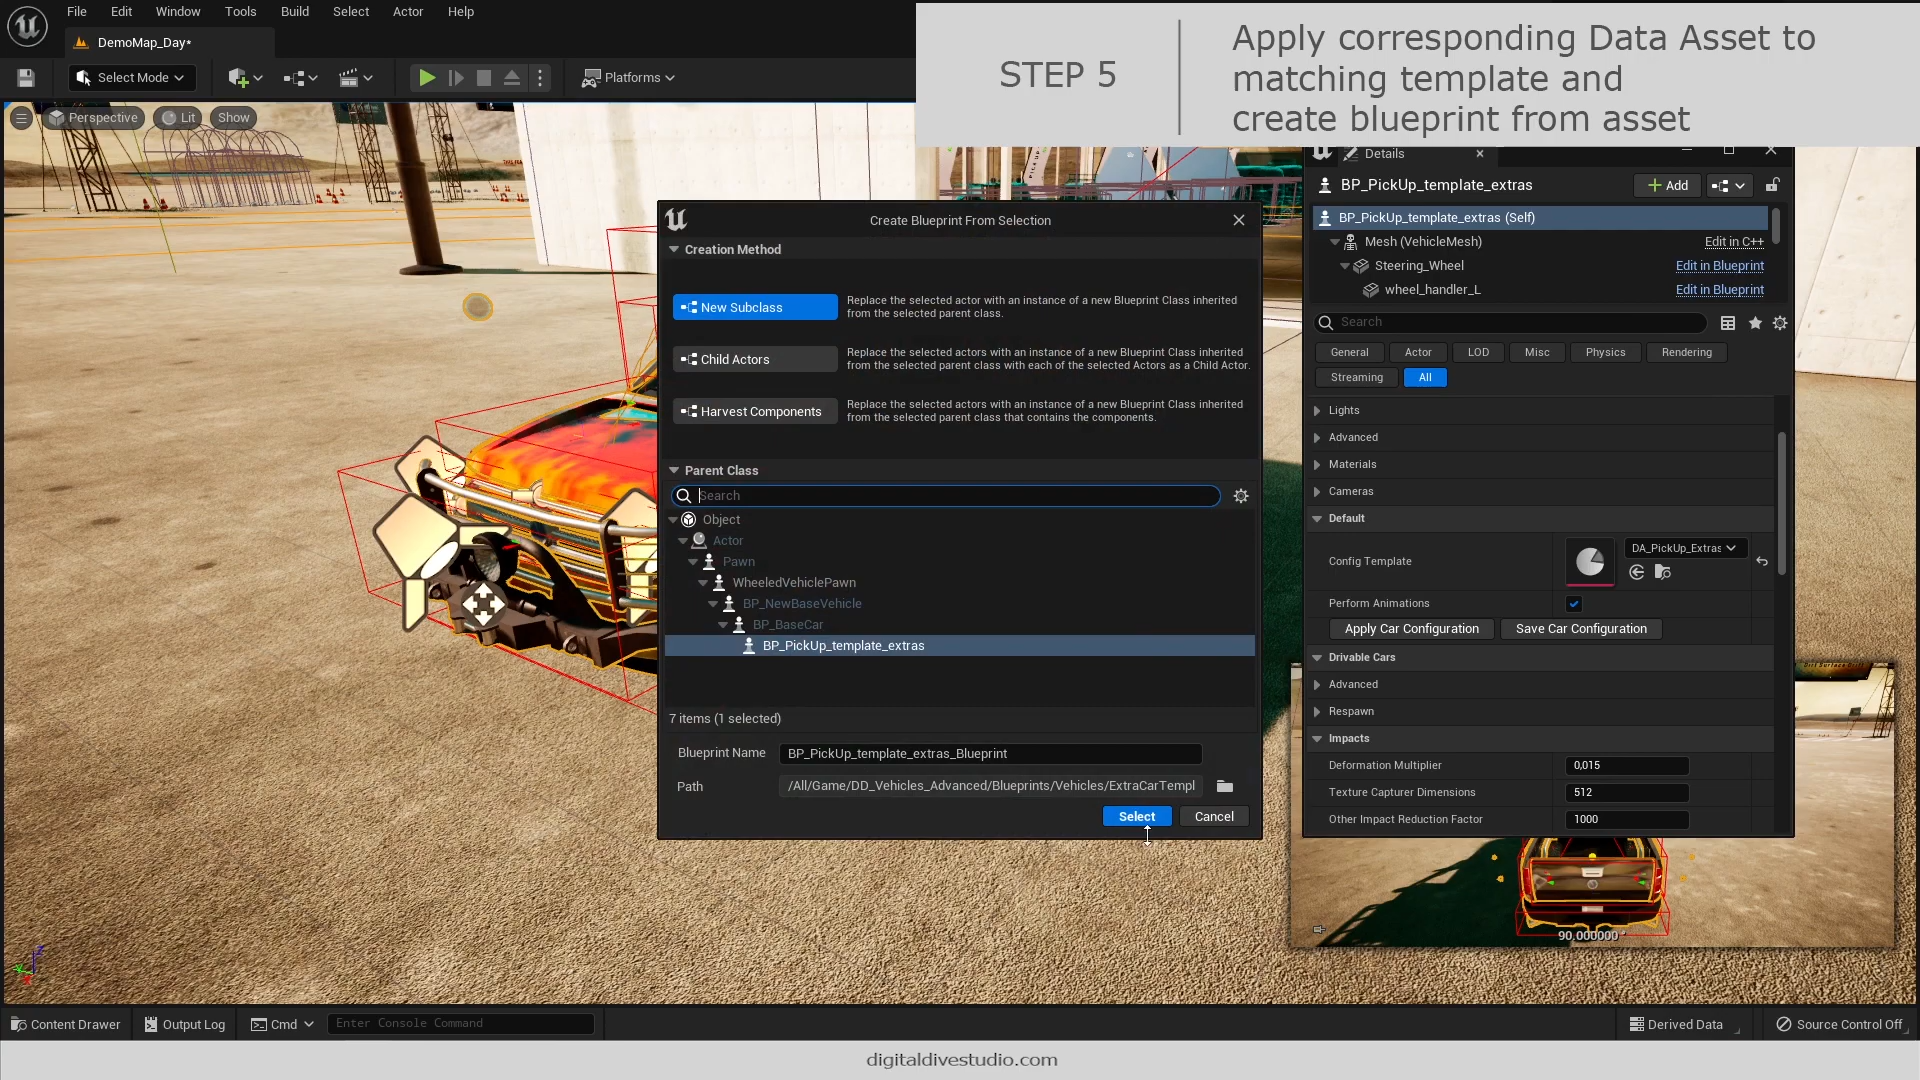 File Edit Window Tools Build Select Actor Help
DemoMap_Day*
Select Mode
Platforms
STEP 5
Apply corresponding Data Asset to
matching template and
create blueprint from asset
Perspective Lit Show
Create Blueprint From Selection
Creation Method
New Subclass
Replace the selected actor with an instance of a new Blueprint Class inherited
from the selected parent class.
Child Actors
Replace the selected actors with an instance of a new Blueprint Class inherited
from the selected parent class with each of the selected Actors as a Child Actor.
Harvest Components
Replace the selected actors with an instance of a new Blueprint Class inherited
from the selected parent class that contains the components.
Parent Class
Search
Object
Actor
Pawn
WheeledVehiclePawn
BP_NewBaseVehicle
BP_BaseCar
BP_PickUp_template_extras
7 items (1 selected)
Blueprint Name BP_PickUp_template_extras_Blueprint
Path /All/Game/DD_Vehicles_Advanced/Blueprints/Vehicles/ExtraCarTempl
Select Cancel
Details
BP_PickUp_template_extras
Add
BP_PickUp_template_extras (Self)
Mesh (VehicleMesh) Edit in C++
Steering_Wheel Edit in Blueprint
wheel_handler_L Edit in Blueprint
Search
General Actor LOD Misc Physics Rendering
Streaming All
Lights
Advanced
Materials
Cameras
Default
Config Template DA_PickUp_Extras
Perform Animations
Apply Car Configuration Save Car Configuration
Drivable Cars
Advanced
Respawn
Impacts
Deformation Multiplier 0,015
Texture Capturer Dimensions 512
Other Impact Reduction Factor 1000
90.000000°
Content Drawer Output Log Cmd Enter Console Command
Derived Data Source Control Off
digitaldivestudio.com